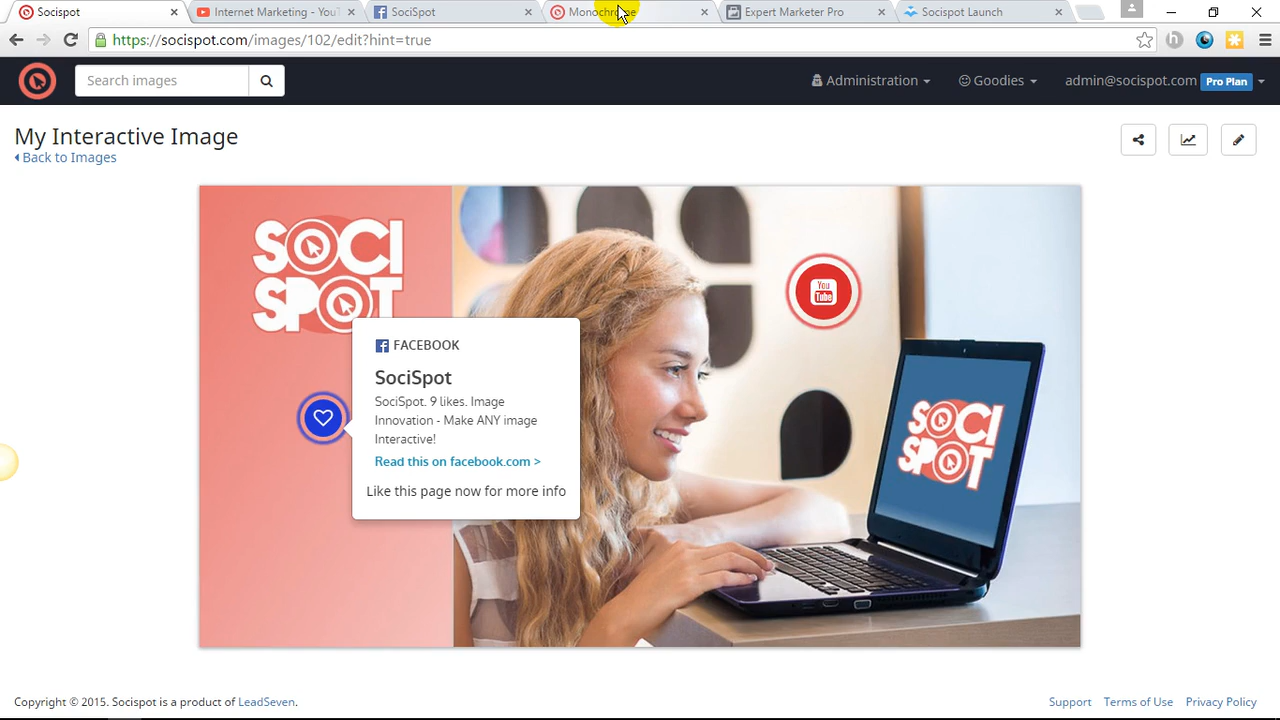 Socispot
Internet Marketing - YouT
SociSpot
Monochrome
Expert Marketer Pro
Socispot Launch
https://socispot.com/images/102/edit?hint=true
Search images
Administration
Goodies
admin@socispot.com
Pro Plan
My Interactive Image
Back to Images
SOCI
SPOT
You
Tube
FACEBOOK
SociSpot
SociSpot. 9 likes. Image
Innovation - Make ANY image
Interactive!
Read this on facebook.com >
Like this page now for more info
SOCI
SPOT
Copyright © 2015. Socispot is a product of LeadSeven.
Support
Terms of Use
Privacy Policy